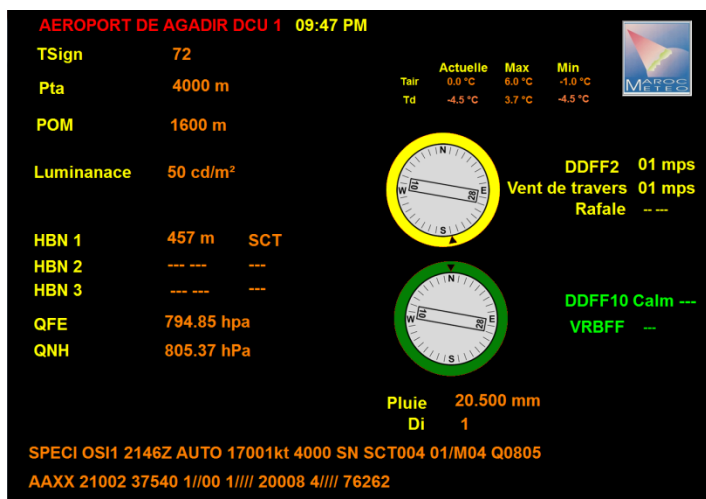 AEROPORT DE AGADIR DCU 1 09:47 PM
TSign 72
Pta 4000 m
POM 1600 m
Luminanace 50 cd/m²
HBN 1 457 m SCT
HBN 2 --- --- ---
HBN 3 --- --- ---
QFE 794.85 hpa
QNH 805.37 hPa
Actuelle Max Min
Tair 0.0 °C 6.0 °C -1.0 °C
Td -4.5 °C 3.7 °C -4.5 °C
MAROC
METEO
N
W 10 28 E
S
DDFF2 01 mps
Vent de travers 01 mps
Rafale -- ---
N
W 10 28 E
S
DDFF10 Calm ---
VRBFF ---
Pluie 20.500 mm
Di 1
SPECI OSI1 2146Z AUTO 17001kt 4000 SN SCT004 01/M04 Q0805
AAXX 21002 37540 1//00 1//// 20008 4//// 76262